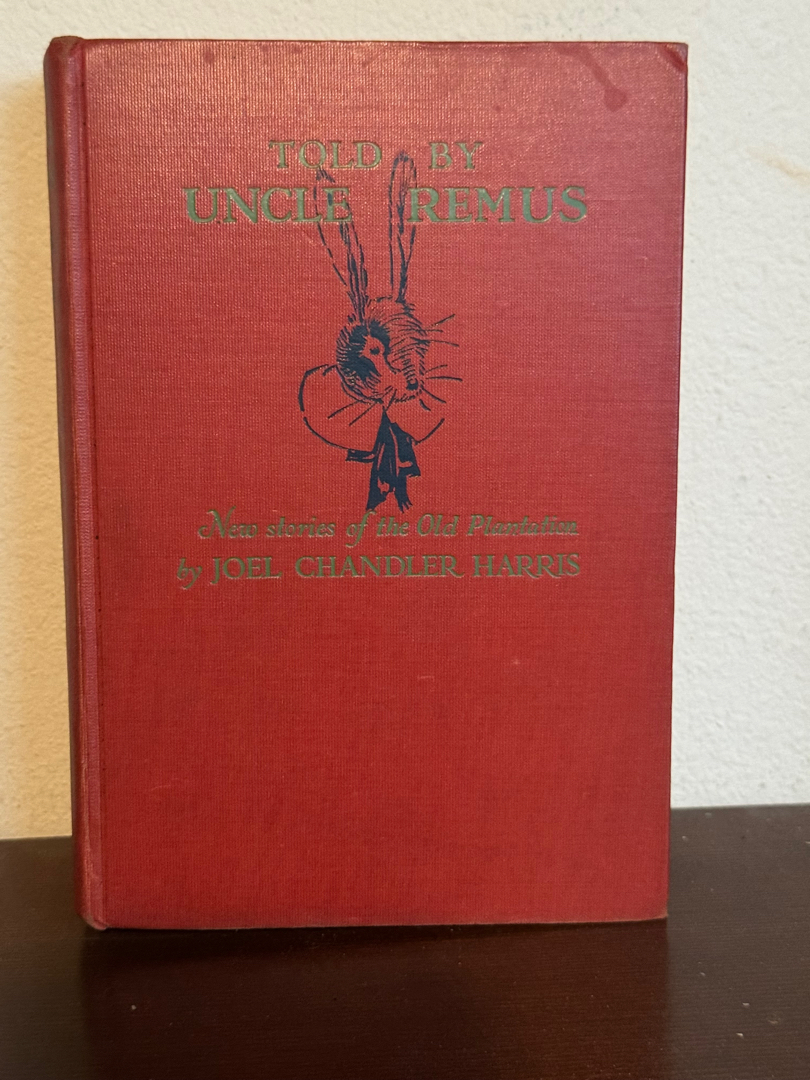 TOLD BY
UNCLE REMUS
New stories of the Old Plantation
by JOEL CHANDLER HARRIS